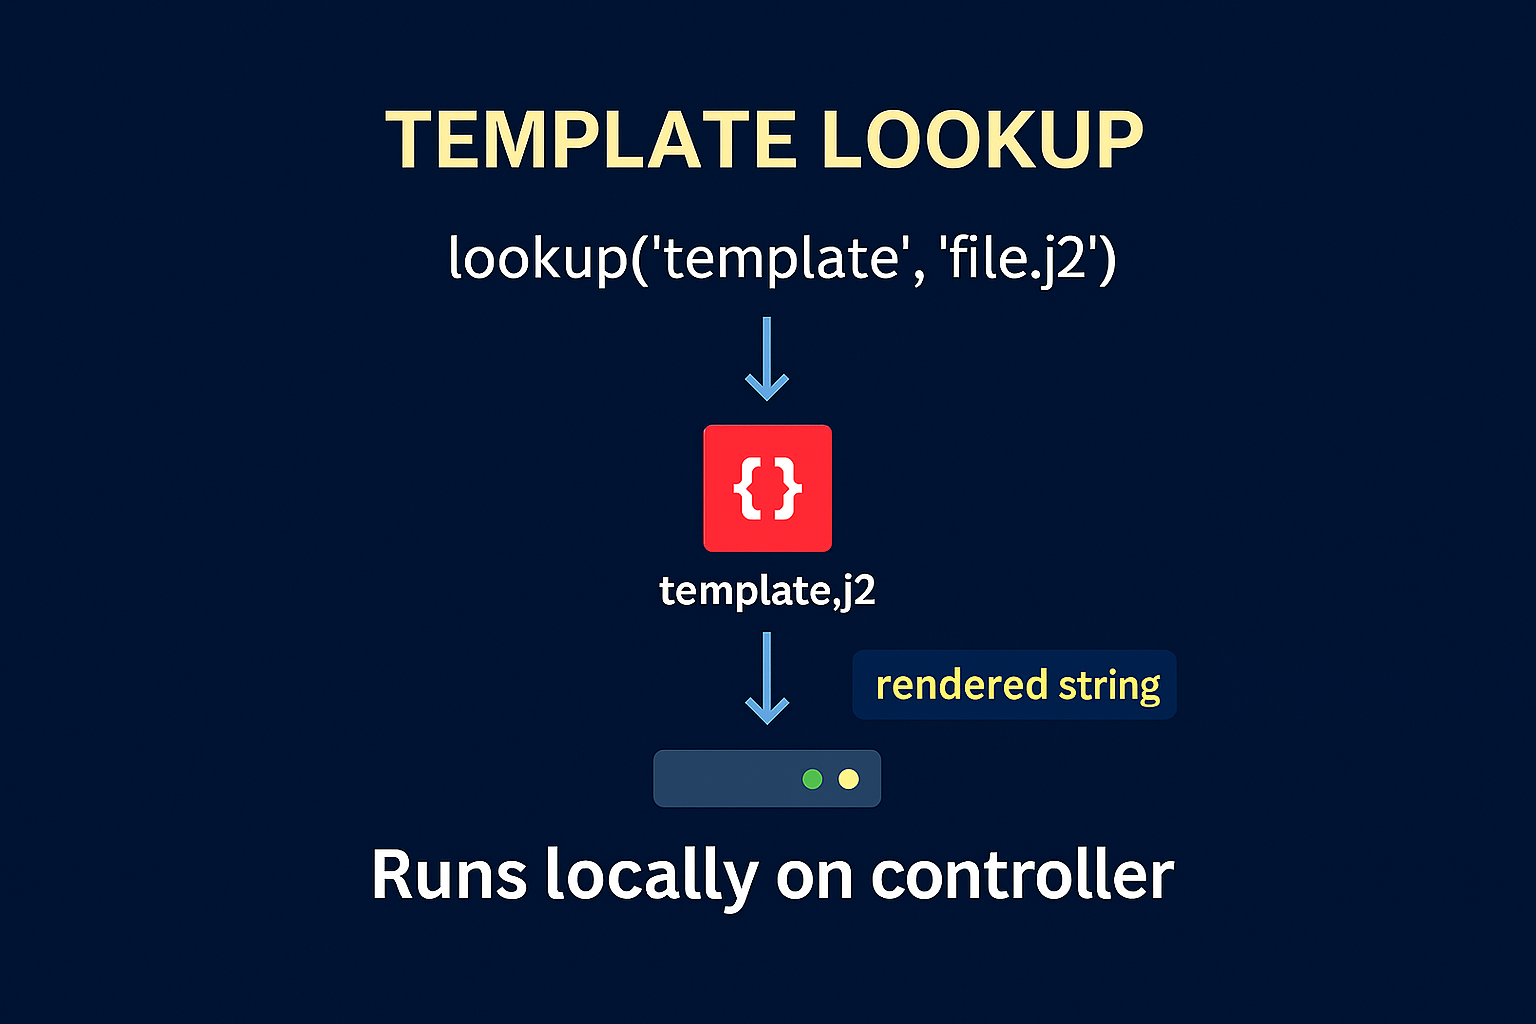 TEMPLATE LOOKUP
lookup('template', 'file.j2')
{}
template,j2
rendered string
Runs locally on controller